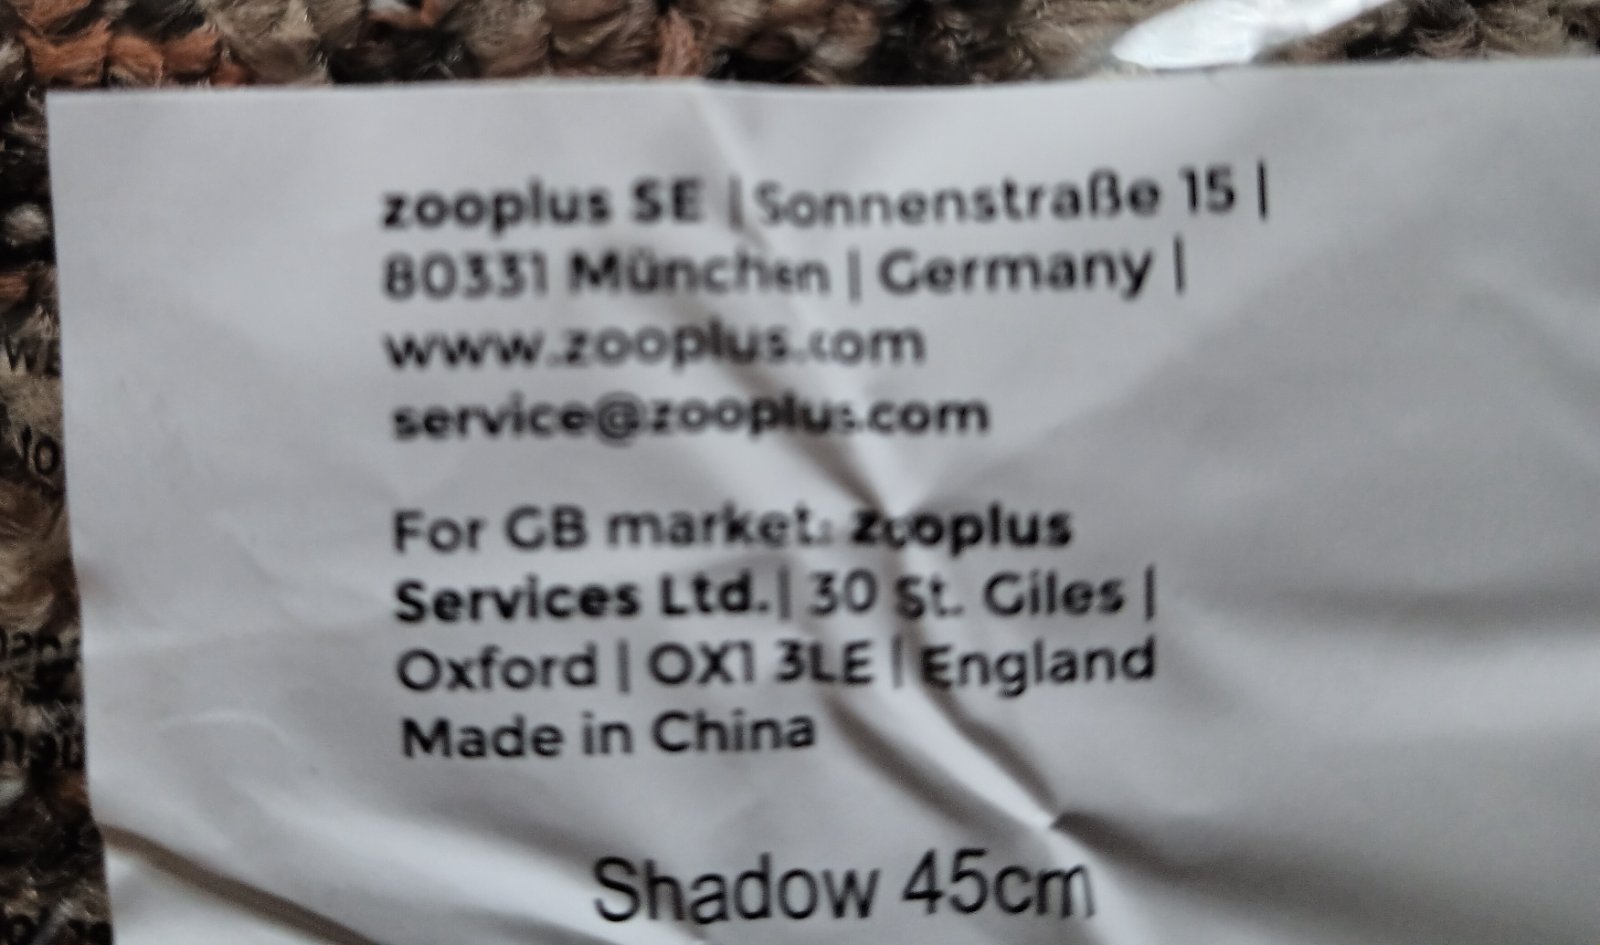 zooplus SE | Sonnenstraße 15 |
80331 München | Germany |
www.zooplus.com
service@zooplus.com
For GB market: zooplus
Services Ltd. | 30 St. Giles |
Oxford | OX1 3LE | England
Made in China
Shadow 45cm